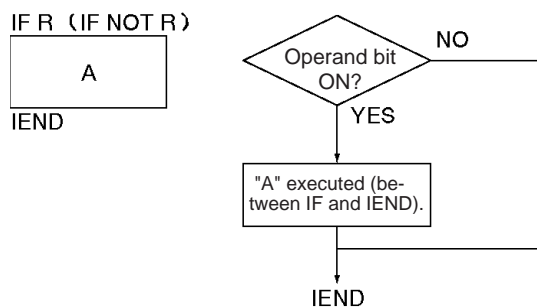 IF R (IF NOT R)
A
IEND
Operand bit
ON?
NO
YES
"A" executed (be-
tween IF and IEND).
IEND